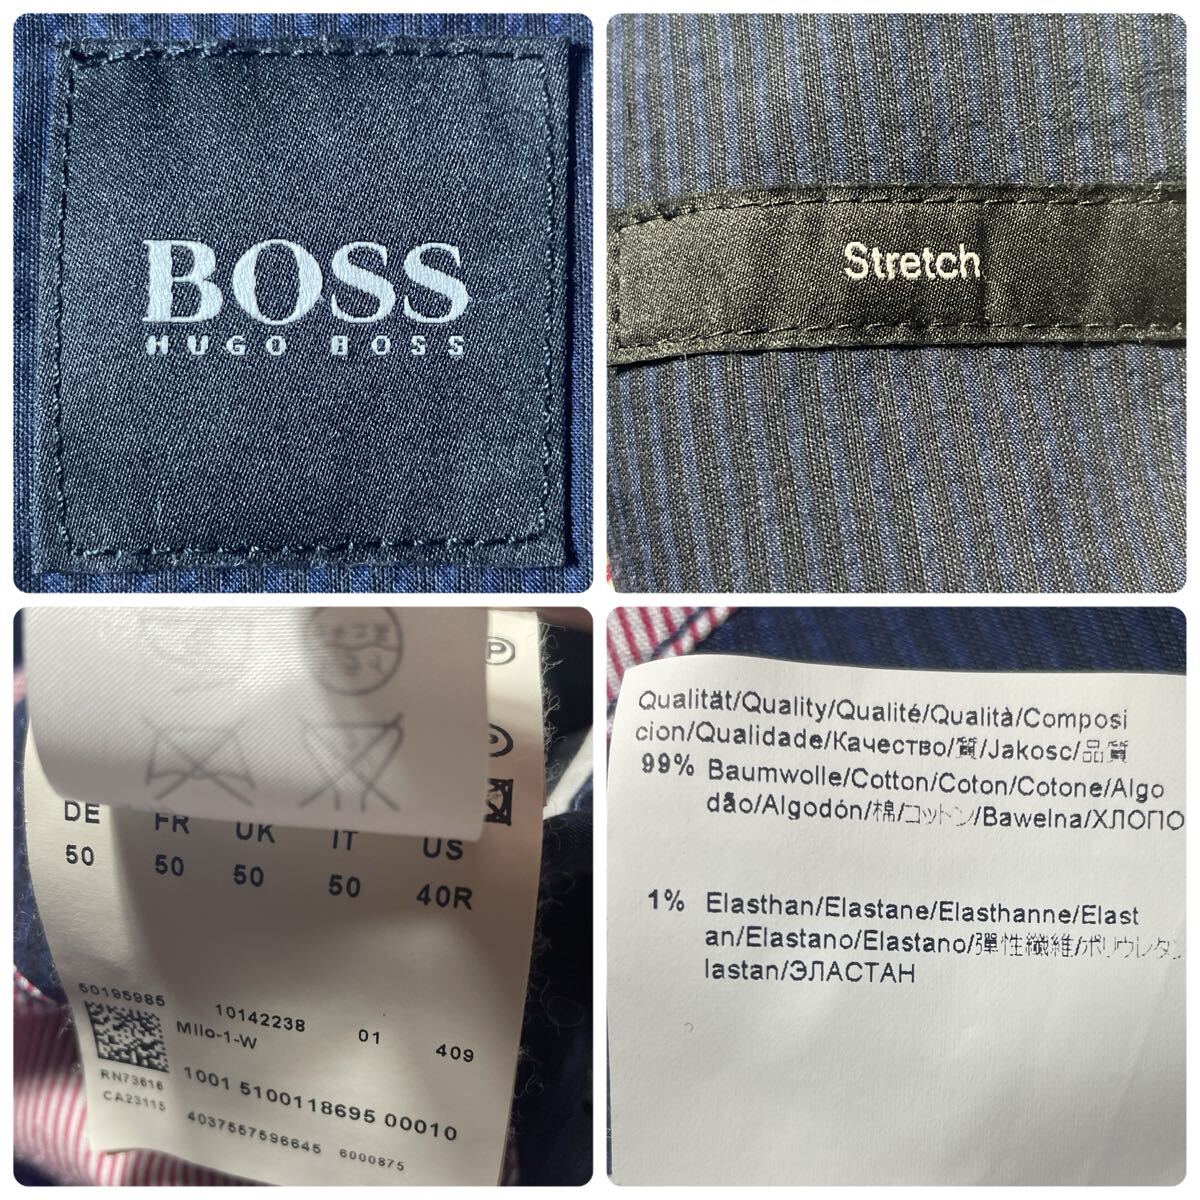 BOSS
HUGO BOSS
Stretch
P
DE FR UK IT US
50 50 50 50 40R
50195985
10142238 01 409
Milo-1-W
RN73616
CA23115
1001 5100118695 00010
4037557596645 6000875
Qualität/Quality/Qualité/Qualità/Composi
cion/Qualidade/Качество/質/Jakosc/品質
99% Baumwolle/Cotton/Coton/Cotone/Algo
dão/Algodón/棉/コットン/Bawelna/ХЛОПО
1% Elasthan/Elastane/Elasthanne/Elast
an/Elastano/Elastano/彈性纖維/ポリウレタン
lastan/ЭЛАСТАН